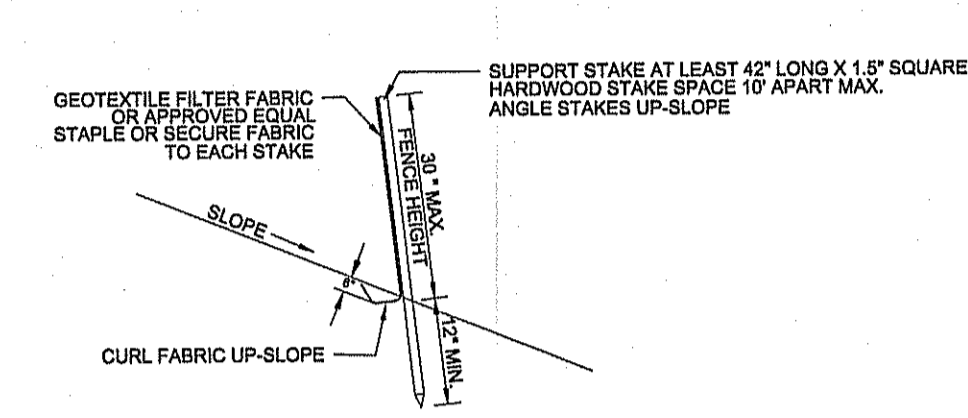 SUPPORT STAKE AT LEAST 42" LONG X 1.5" SQUARE
HARDWOOD STAKE SPACE 10' APART MAX.
ANGLE STAKES UP-SLOPE
GEOTEXTILE FILTER FABRIC
OR APPROVED EQUAL
STAPLE OR SECURE FABRIC
TO EACH STAKE
30 " MAX.
FENCE HEIGHT
SLOPE
6"
CURL FABRIC UP-SLOPE
12" MIN.